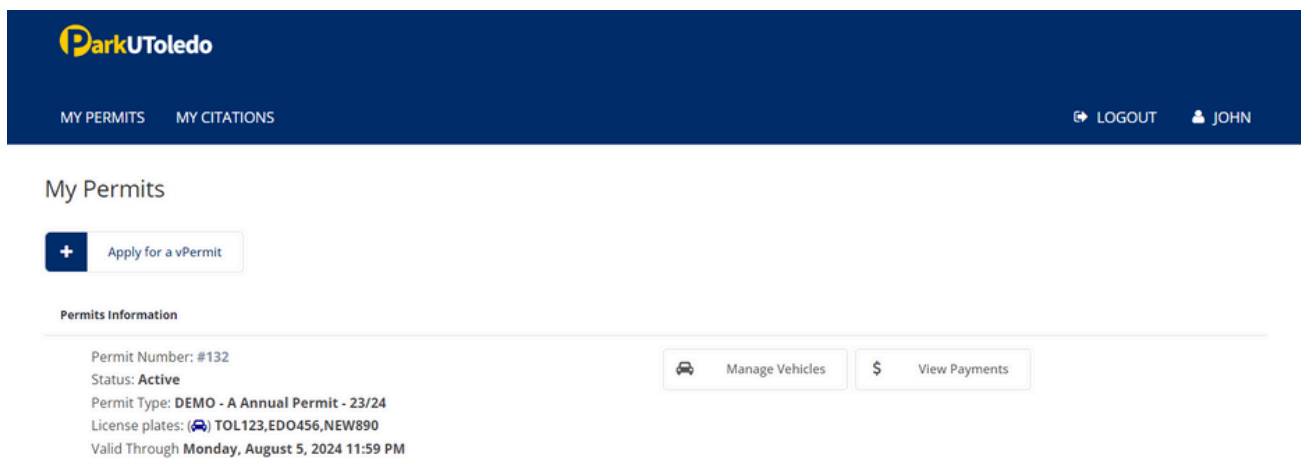 ParkUToledo
MY PERMITS MY CITATIONS LOGOUT JOHN
My Permits
+ Apply for a vPermit
Permits Information
Permit Number: #132
Manage Vehicles $ View Payments
Status: Active
Permit Type: DEMO - A Annual Permit - 23/24
License plates: () TOL123,EDO456,NEW890
Valid Through Monday, August 5, 2024 11:59 PM